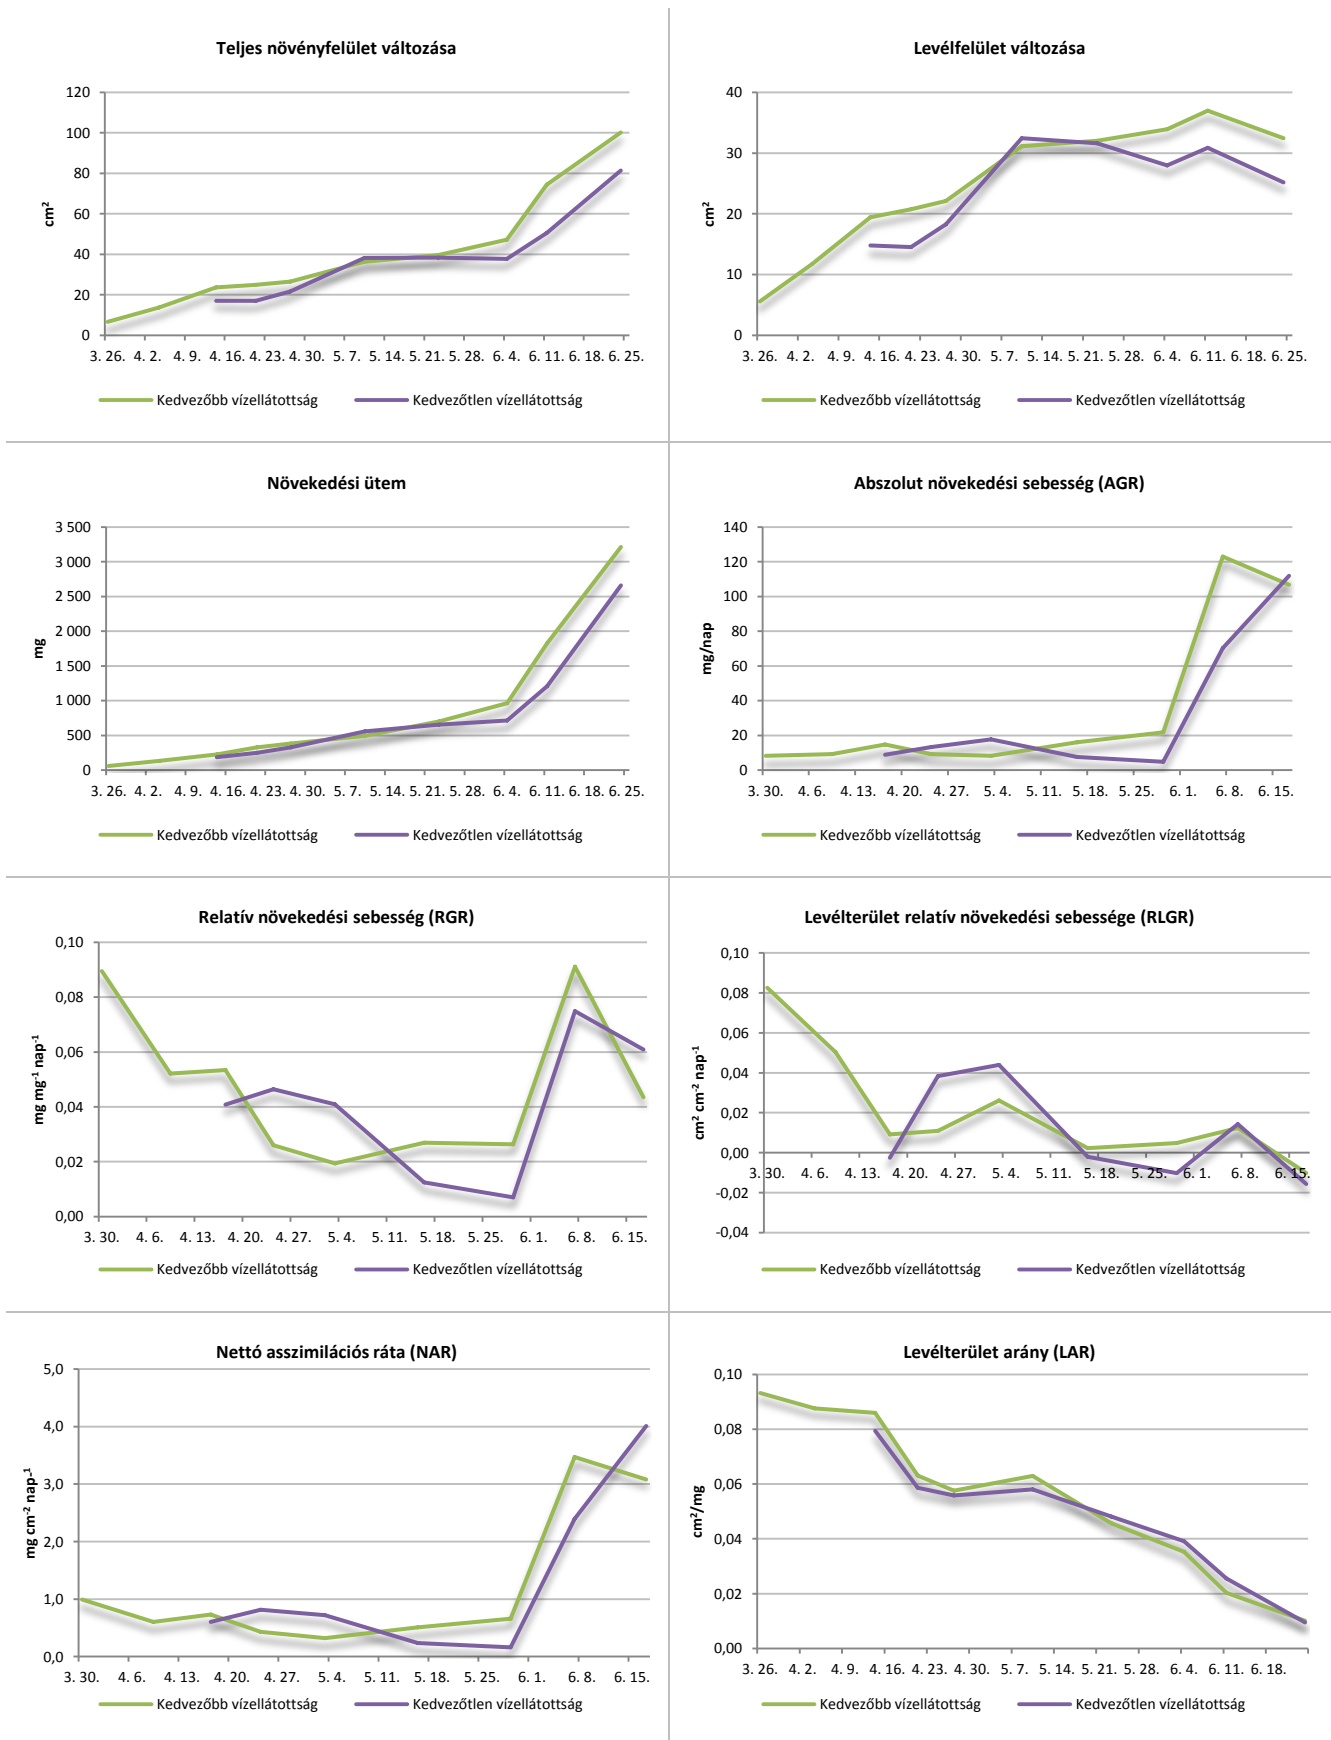 Teljes növényfelület változása
cm²
120
100
80
60
40
20
0
3. 26. 4. 2. 4. 9. 4. 16. 4. 23. 4. 30. 5. 7. 5. 14. 5. 21. 5. 28. 6. 4. 6. 11. 6. 18. 6. 25.
Kedvezőbb vízellátottság Kedvezőtlen vízellátottság
Levélfelület változása
cm²
40
30
20
10
0
3. 26. 4. 2. 4. 9. 4. 16. 4. 23. 4. 30. 5. 7. 5. 14. 5. 21. 5. 28. 6. 4. 6. 11. 6. 18. 6. 25.
Kedvezőbb vízellátottság Kedvezőtlen vízellátottság
Növekedési ütem
mg
3 500
3 000
2 500
2 000
1 500
1 000
500
0
3. 26. 4. 2. 4. 9. 4. 16. 4. 23. 4. 30. 5. 7. 5. 14. 5. 21. 5. 28. 6. 4. 6. 11. 6. 18. 6. 25.
Kedvezőbb vízellátottság Kedvezőtlen vízellátottság
Abszolut növekedési sebesség (AGR)
mg/nap
140
120
100
80
60
40
20
0
3. 30. 4. 6. 4. 13. 4. 20. 4. 27. 5. 4. 5. 11. 5. 18. 5. 25. 6. 1. 6. 8. 6. 15.
Kedvezőbb vízellátottság Kedvezőtlen vízellátottság
Relatív növekedési sebesség (RGR)
mg mg⁻¹ nap⁻¹
0,10
0,08
0,06
0,04
0,02
0,00
3. 30. 4. 6. 4. 13. 4. 20. 4. 27. 5. 4. 5. 11. 5. 18. 5. 25. 6. 1. 6. 8. 6. 15.
Kedvezőbb vízellátottság Kedvezőtlen vízellátottság
Levélterület relatív növekedési sebessége (RLGR)
cm² cm⁻² nap⁻¹
0,10
0,08
0,06
0,04
0,02
0,00
-0,02
-0,04
3. 30. 4. 6. 4. 13. 4. 20. 4. 27. 5. 4. 5. 11. 5. 18. 5. 25. 6. 1. 6. 8. 6. 15.
Kedvezőbb vízellátottság Kedvezőtlen vízellátottság
Nettó asszimilációs ráta (NAR)
mg cm⁻² nap-¹
5,0
4,0
3,0
2,0
1,0
0,0
3. 30. 4. 6. 4. 13. 4. 20. 4. 27. 5. 4. 5. 11. 5. 18. 5. 25. 6. 1. 6. 8. 6. 15.
Kedvezőbb vízellátottság Kedvezőtlen vízellátottság
Levélterület arány (LAR)
cm²/mg
0,10
0,08
0,06
0,04
0,02
0,00
3. 26. 4. 2. 4. 9. 4. 16. 4. 23. 4. 30. 5. 7. 5. 14. 5. 21. 5. 28. 6. 4. 6. 11. 6. 18.
Kedvezőbb vízellátottság Kedvezőtlen vízellátottság